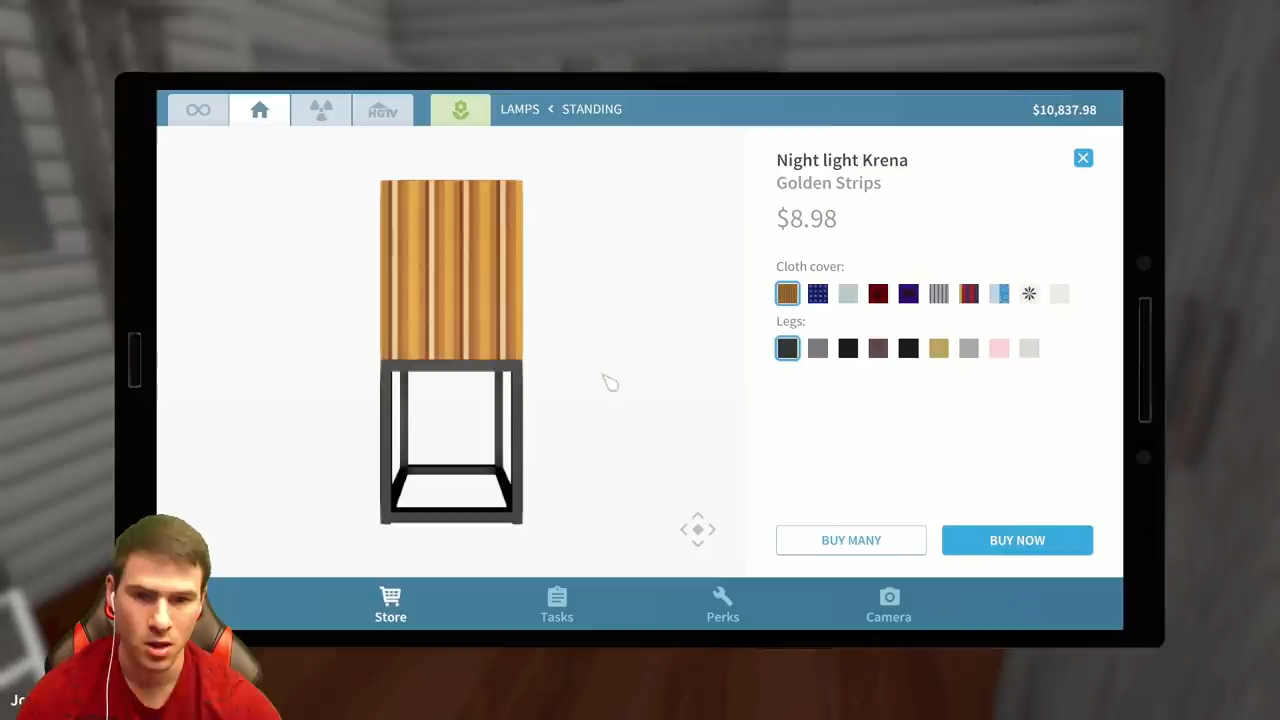 HGTV
LAMPS < STANDING
$10,837.98
Night light Krena
Golden Strips
$8.98
Cloth cover:
Legs:
BUY MANY
BUY NOW
Store
Tasks
Perks
Camera